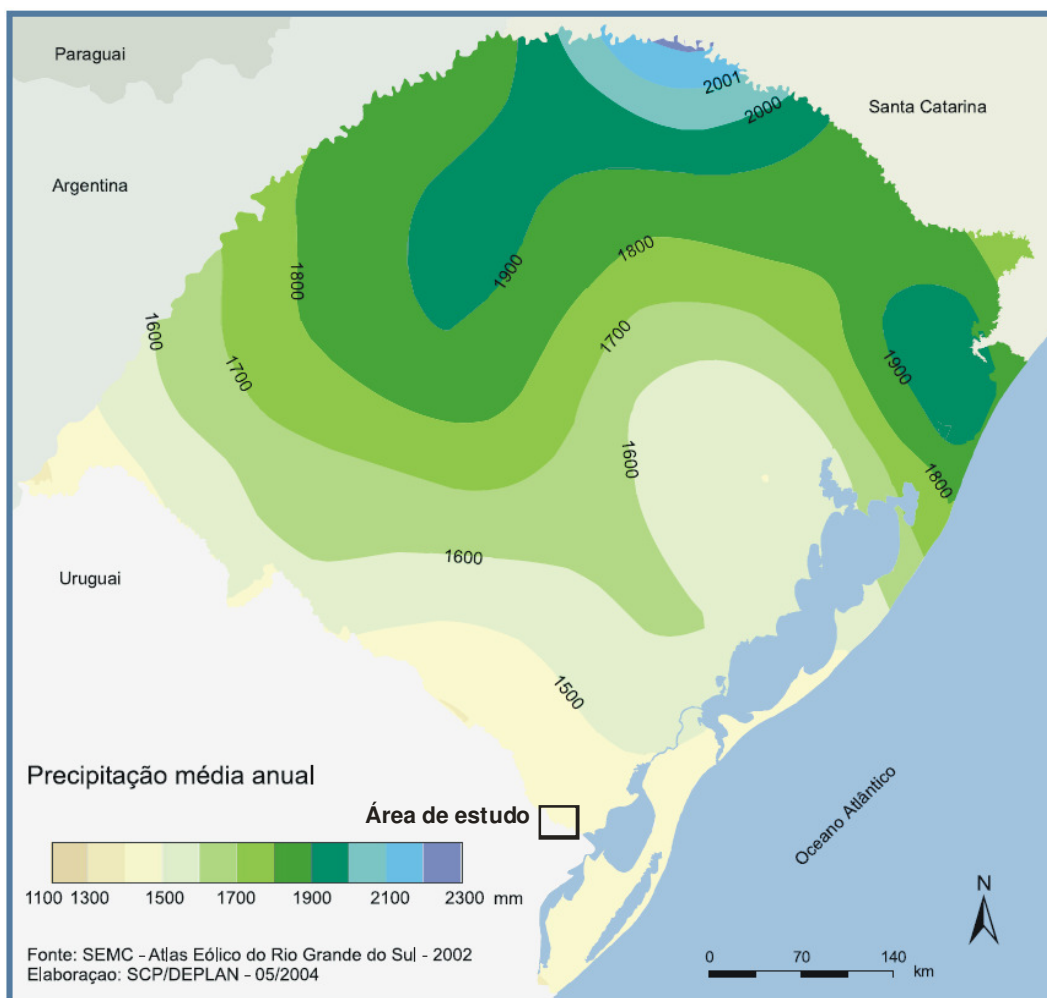 Paraguai
Argentina
Santa Catarina
2001
2000
1900
1800
1800
1700
1600
1700
1900
1600
1800
1600
Uruguai
1500
Oceano Atlântico
Precipitação média anual
Área de estudo
1100 1300 1500 1700 1900 2100 2300 mm
N
0 70 140
km
Fonte: SEMC - Atlas Eólico do Rio Grande do Sul - 2002
Elaboraçao: SCP/DEPLAN - 05/2004